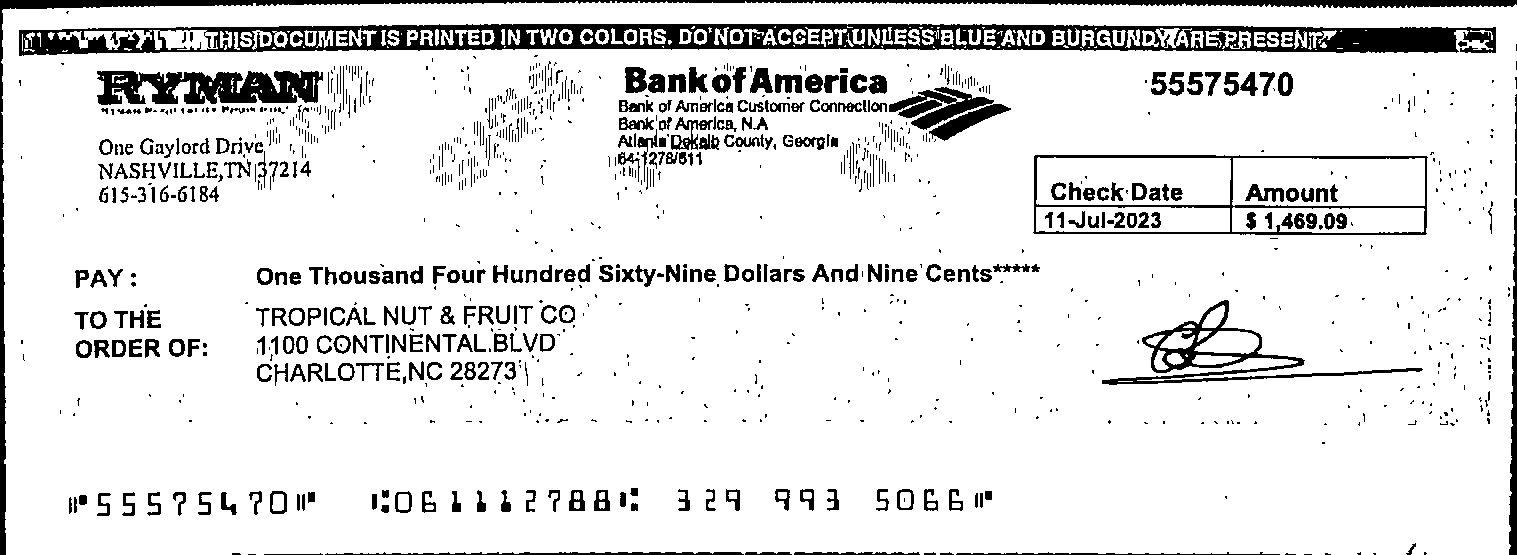 THIS DOCUMENT IS PRINTED IN TWO COLORS. DO NOT ACCEPT UNLESS BLUE AND BURGUNDY ARE PRESENT
RYMAN
One Gaylord Drive
NASHVILLE,TN 37214
615-316-6184
Bank of America
Bank of America Customer Connection
Bank of America, N.A
Atlanta Dekalb County, Georgia
64-1278/611
55575470
Check Date Amount
11-Jul-2023 $ 1,469.09
PAY : One Thousand Four Hundred Sixty-Nine Dollars And Nine Cents*****
TO THE ORDER OF:
TROPICAL NUT & FRUIT CO
1100 CONTINENTAL BLVD
CHARLOTTE,NC 28273
⑈55575470⑈ ⑆061112788⑆ 329 993 5066⑈